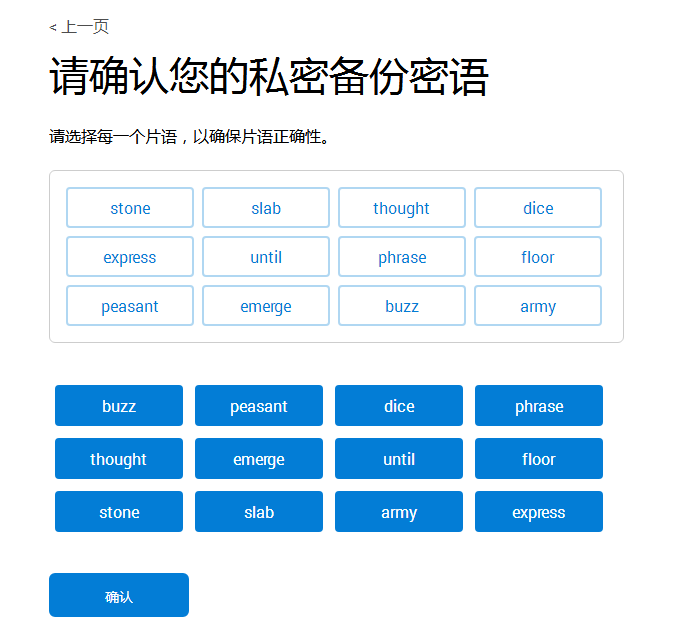 < 上一页
请确认您的私密备份密语
请选择每一个片语，以确保片语正确性。
stone slab thought dice
express until phrase floor
peasant emerge buzz army
buzz peasant dice phrase
thought emerge until floor
stone slab army express
确认